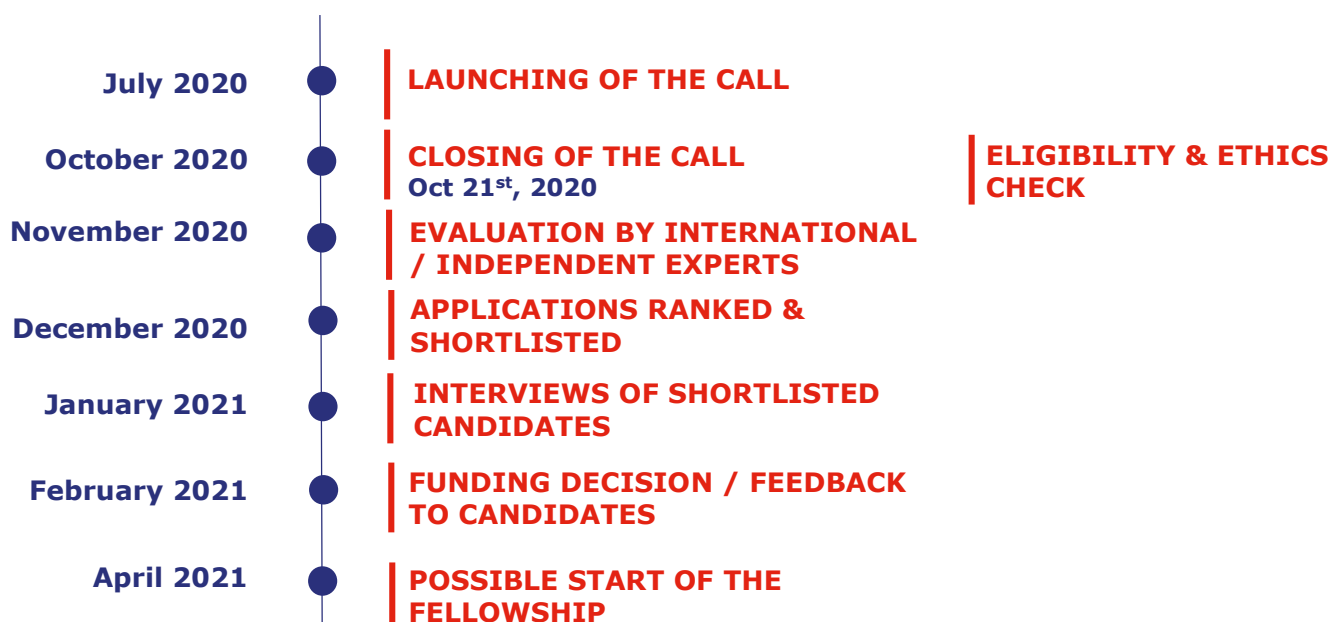 July 2020
LAUNCHING OF THE CALL
October 2020
CLOSING OF THE CALL
Oct 21st, 2020
ELIGIBILITY & ETHICS
CHECK
November 2020
EVALUATION BY INTERNATIONAL
/ INDEPENDENT EXPERTS
December 2020
APPLICATIONS RANKED &
SHORTLISTED
January 2021
INTERVIEWS OF SHORTLISTED
CANDIDATES
February 2021
FUNDING DECISION / FEEDBACK
TO CANDIDATES
April 2021
POSSIBLE START OF THE
FELLOWSHIP